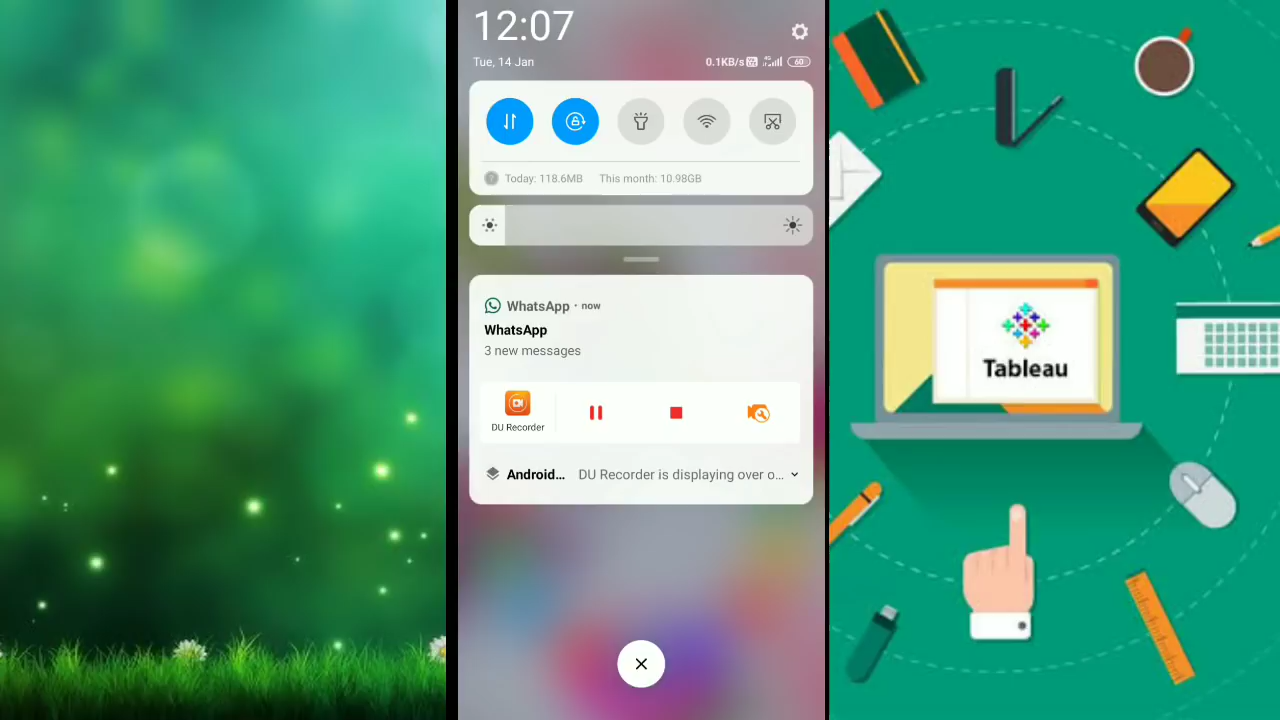 12:07
Tue, 14 Jan
0.1KB/s
60
Today: 118.6MB This month: 10.98GB
WhatsApp · now
WhatsApp
3 new messages
DU Recorder
Android... DU Recorder is displaying over o...
Tableau